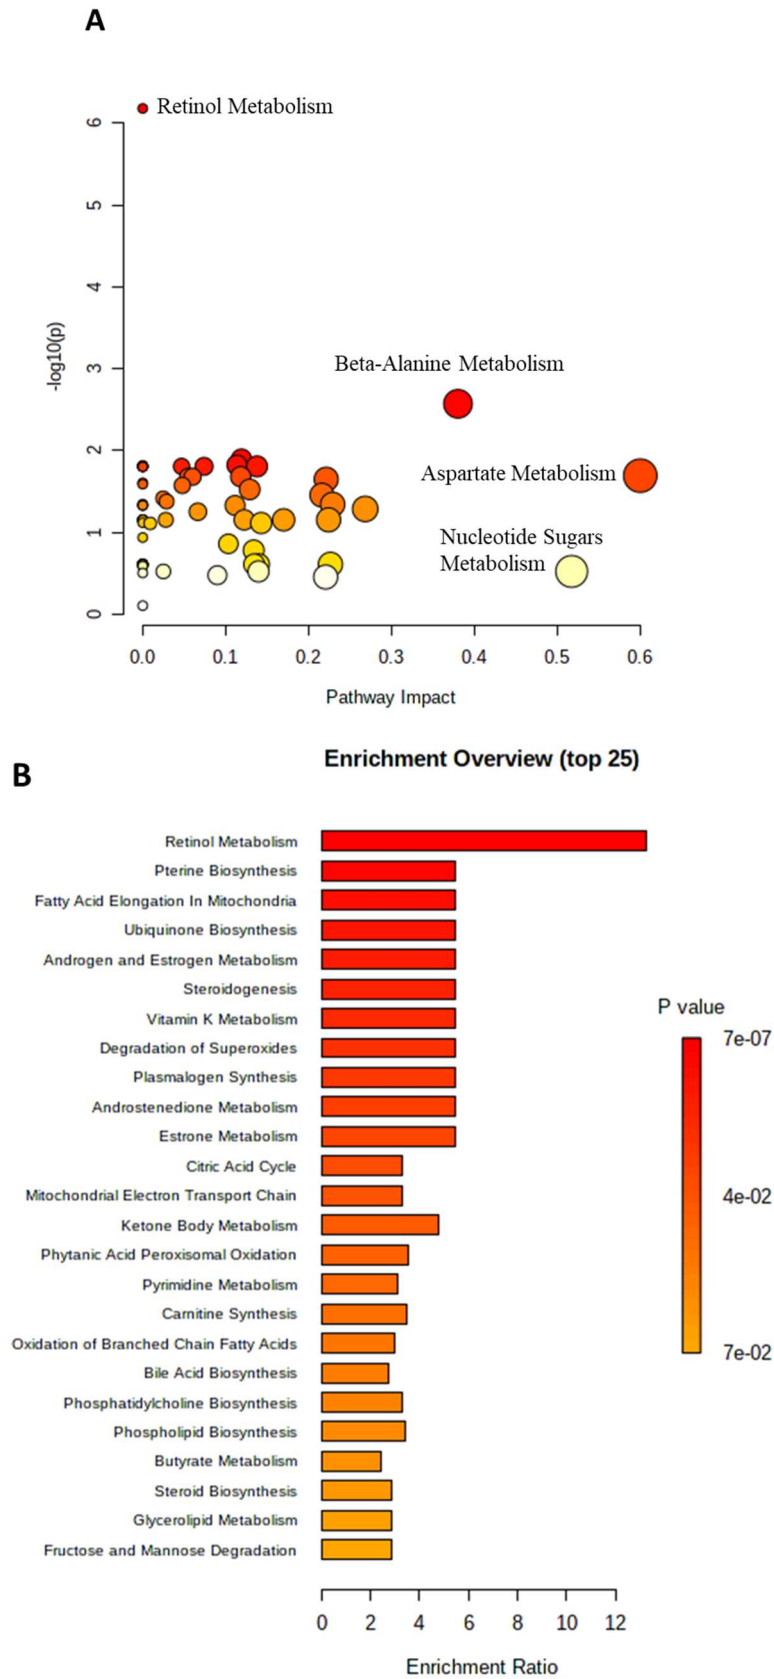 A
Retinol Metabolism
6
5
4
3
2
1
0
-log10(p)
Beta-Alanine Metabolism
Aspartate Metabolism
Nucleotide Sugars
Metabolism
0.0 0.1 0.2 0.3 0.4 0.5 0.6
Pathway Impact
Enrichment Overview (top 25)
B
Retinol Metabolism
Pterine Biosynthesis
Fatty Acid Elongation In Mitochondria
Ubiquinone Biosynthesis
Androgen and Estrogen Metabolism
Steroidogenesis
Vitamin K Metabolism
Degradation of Superoxides
Plasmalogen Synthesis
Androstenedione Metabolism
Estrone Metabolism
Citric Acid Cycle
Mitochondrial Electron Transport Chain
Ketone Body Metabolism
Phytanic Acid Peroxisomal Oxidation
Pyrimidine Metabolism
Carnitine Synthesis
Oxidation of Branched Chain Fatty Acids
Bile Acid Biosynthesis
Phosphatidylcholine Biosynthesis
Phospholipid Biosynthesis
Butyrate Metabolism
Steroid Biosynthesis
Glycerolipid Metabolism
Fructose and Mannose Degradation
P value
7e-07
4e-02
7e-02
0 2 4 6 8 10 12
Enrichment Ratio